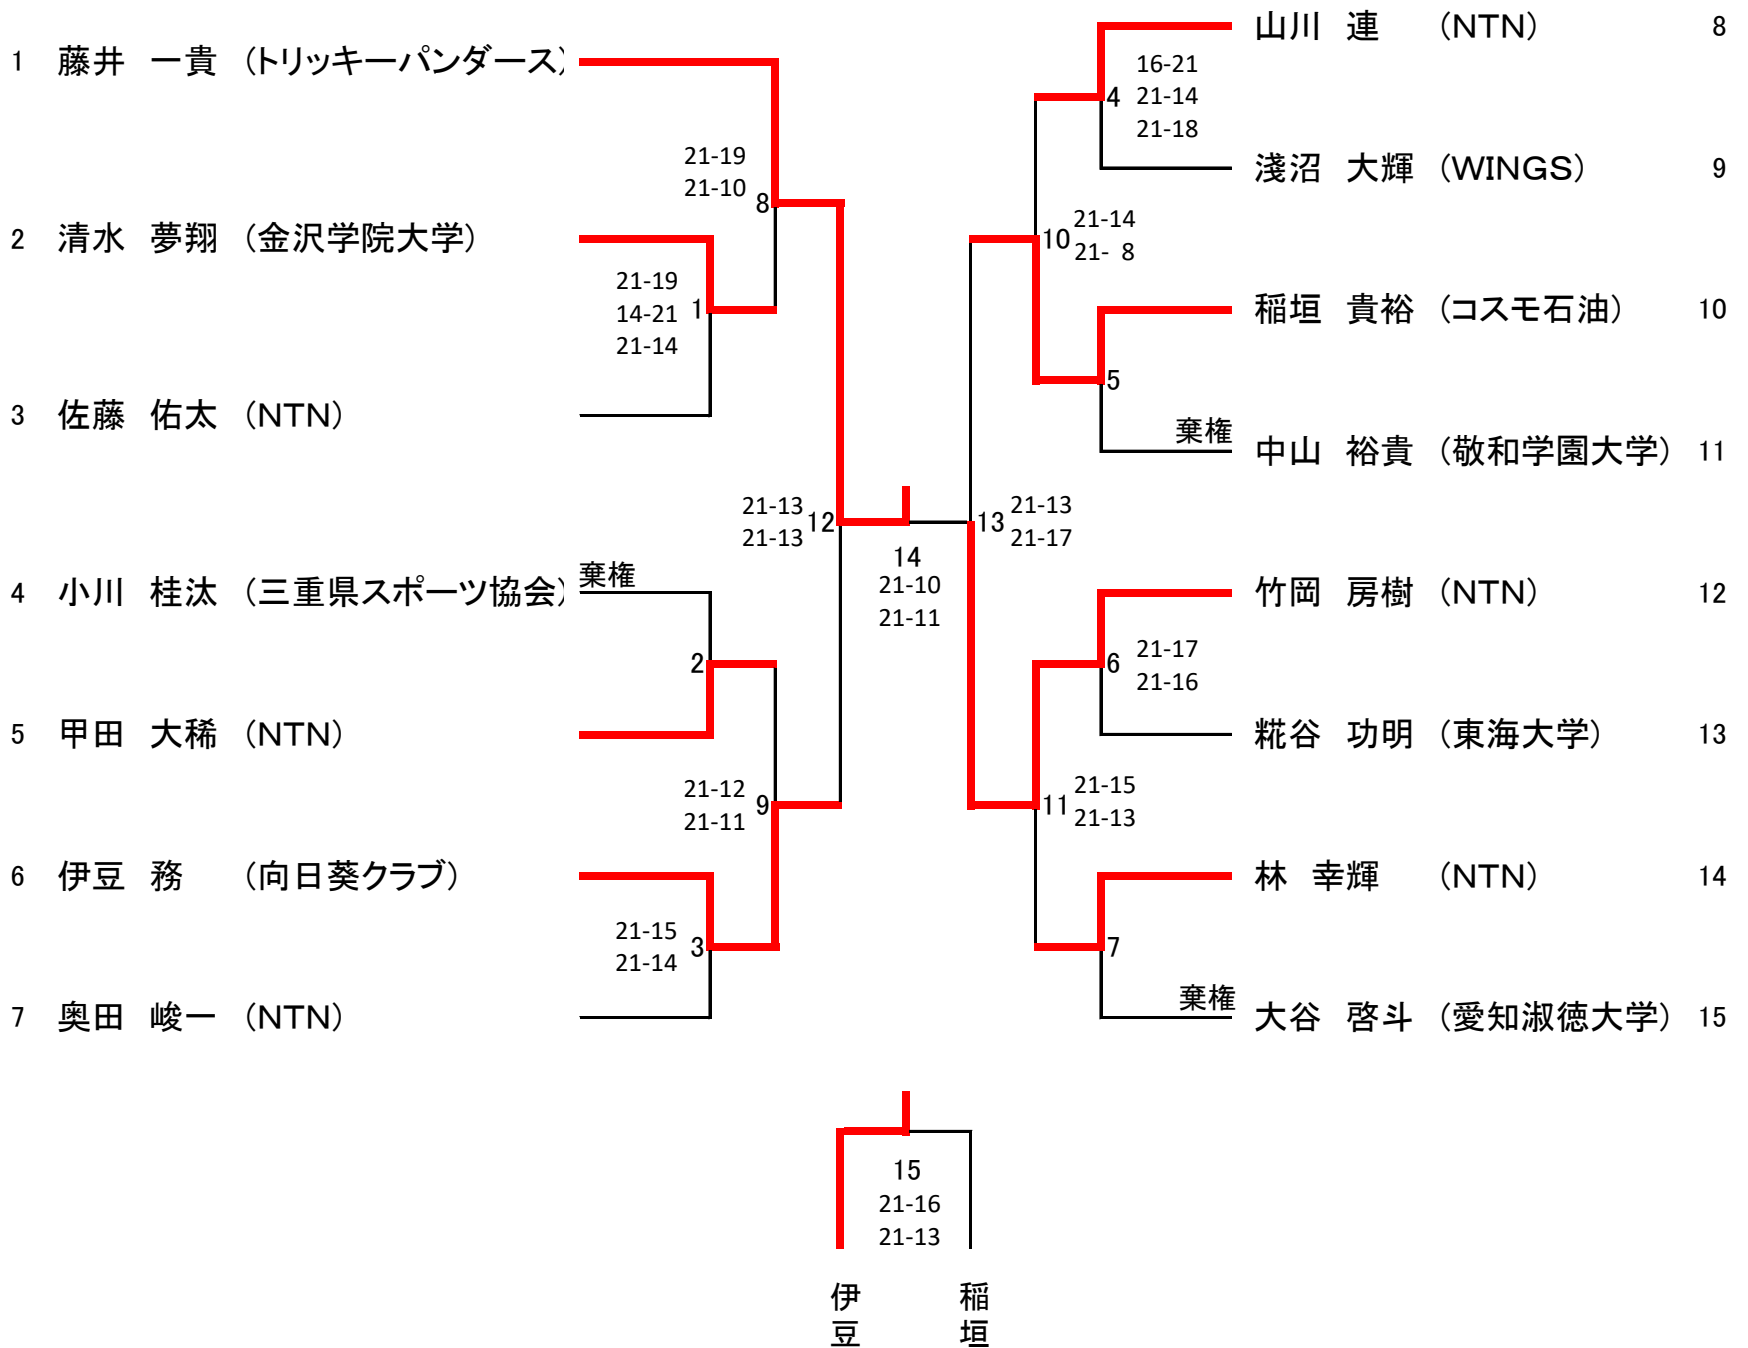 1 藤井 一貴 (トリッキーパンダース)
21-19
21-10
8
2 清水 夢翔 (金沢学院大学)
21-19
14-21
21-14
1
3 佐藤 佑太 (NTN)
21-13
21-13
12
4 小川 桂汰 (三重県スポーツ協会)
棄権
2
5 甲田 大稀 (NTN)
21-12
21-11
9
6 伊豆 務 (向日葵クラブ)
21-15
21-14
3
7 奥田 峻一 (NTN)
14
21-10
21-11
山川 連 (NTN) 8
16-21
21-14
21-18
4
淺沼 大輝 (WINGS) 9
10
21-14
21- 8
稲垣 貴裕 (コスモ石油) 10
5
棄権
中山 裕貴 (敬和学園大学) 11
13
21-13
21-17
竹岡 房樹 (NTN) 12
6
21-17
21-16
糀谷 功明 (東海大学) 13
11
21-15
21-13
林 幸輝 (NTN) 14
7
棄権
大谷 啓斗 (愛知淑徳大学) 15
15
21-16
21-13
伊豆
稲垣